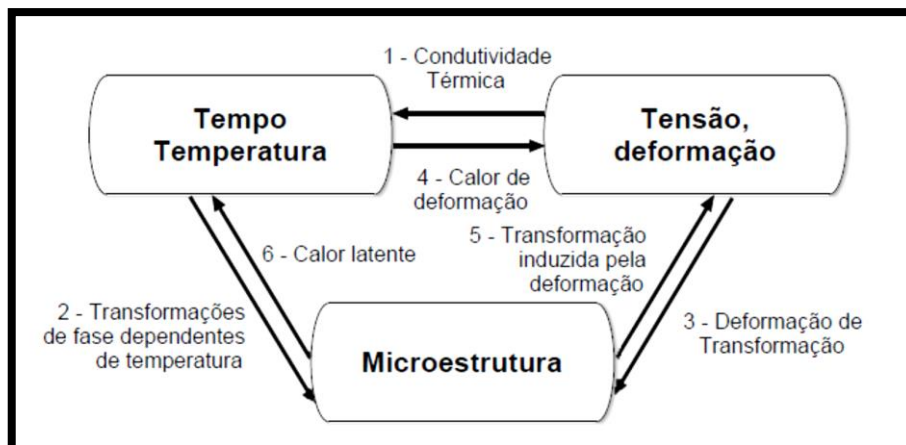 1 - Condutividade
Térmica
Tempo
Temperatura
Tensão,
deformação
4 - Calor de
deformação
6 - Calor latente
5 - Transformação
induzida pela
deformação
2 - Transformações
de fase dependentes
de temperatura
3 - Deformação de
Transformação
Microestrutura